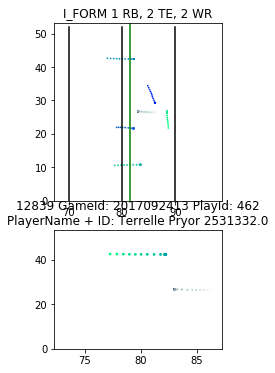 I_FORM 1 RB, 2 TE, 2 WR
50
40
30
20
10
0
70 80 90
12839 GameId: 2017092413 PlayId: 462
PlayerName + ID: Terrelle Pryor 2531332.0
40
20
0
75 80 85